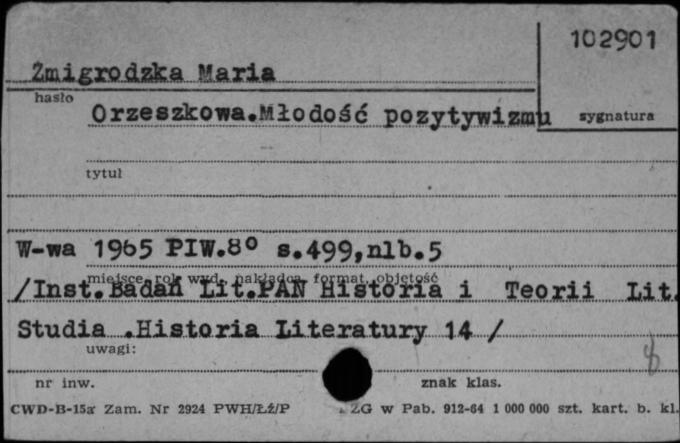 102901
Żmigrodzka Maria
hasło
Orzeszkowa.Młodość pozytywizmu
sygnatura
tytuł
W-wa 1965 PIW.8° s.499,nlb.5
miejsce, rok wyd., nakładca, format, objętość
/Inst.Badań Lit.PAN Historia i Teorii Lit.
Studia .Historia Literatury 14 /
uwagi:
8
nr inw.
znak klas.
CWD-B-15a Zam. Nr 2924 PWH/Łź/P
ZG w Pab. 912-64 1 000 000 szt. kart. b. kl.